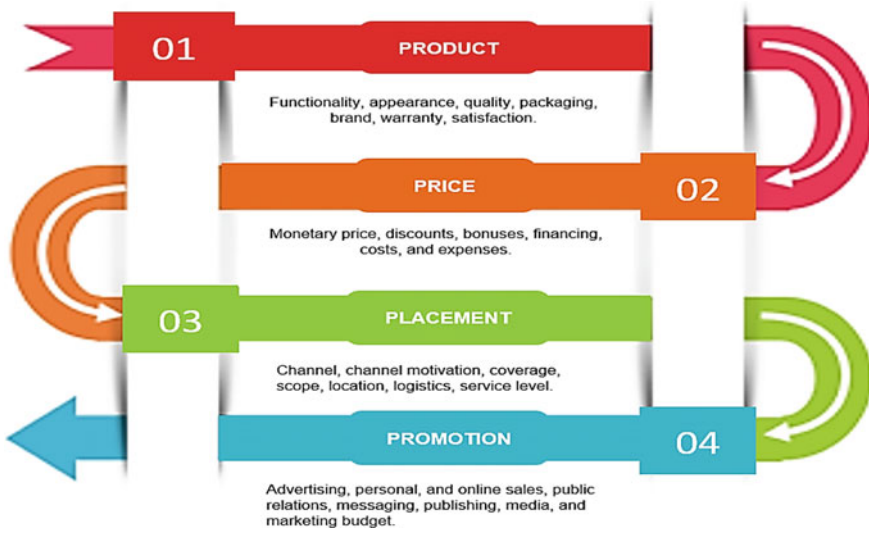 01
PRODUCT
Functionality, appearance, quality, packaging,
brand, warranty, satisfaction.
PRICE
02
Monetary price, discounts, bonuses, financing,
costs, and expenses.
03
PLACEMENT
Channel, channel motivation, coverage,
scope, location, logistics, service level.
PROMOTION
04
Advertising, personal, and online sales, public
relations, messaging, publishing, media, and
marketing budget.